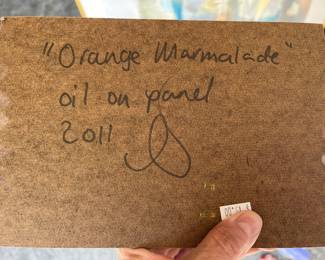 "Orange Marmalade"
oil on panel
2011